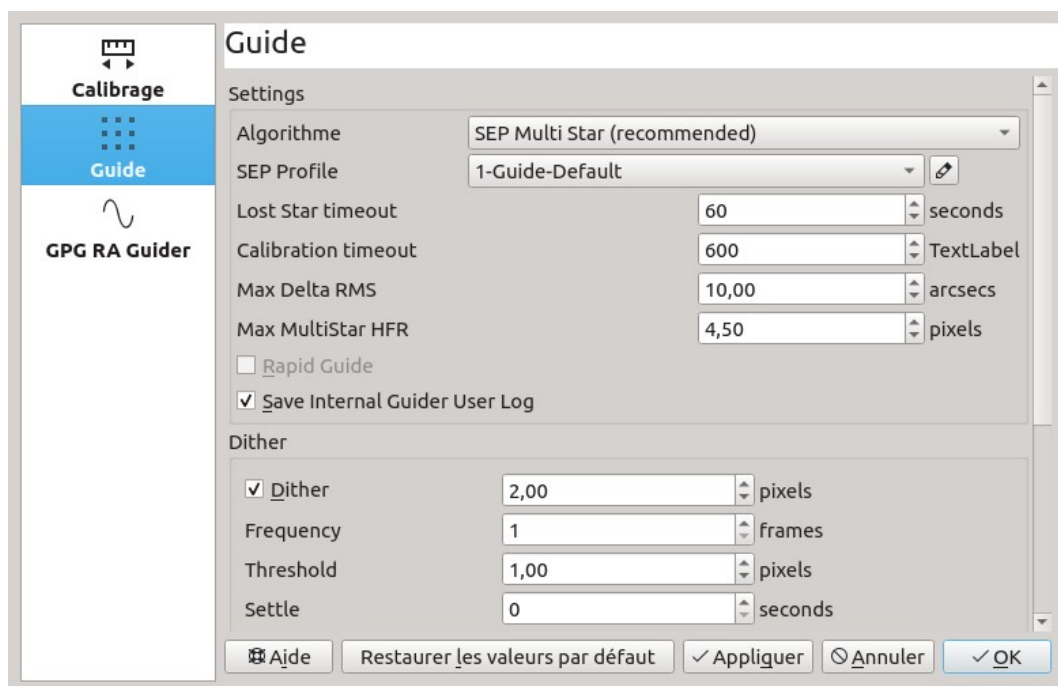 Calibrage
Guide
GPG RA Guider
Guide
Settings
Algorithme SEP Multi Star (recommended)
SEP Profile 1-Guide-Default
Lost Star timeout 60 seconds
Calibration timeout 600 TextLabel
Max Delta RMS 10,00 arcsecs
Max MultiStar HFR 4,50 pixels
Rapid Guide
Save Internal Guider User Log
Dither
Dither 2,00 pixels
Frequency 1 frames
Threshold 1,00 pixels
Settle 0 seconds
Aide Restaurer les valeurs par défaut Appliquer Annuler OK